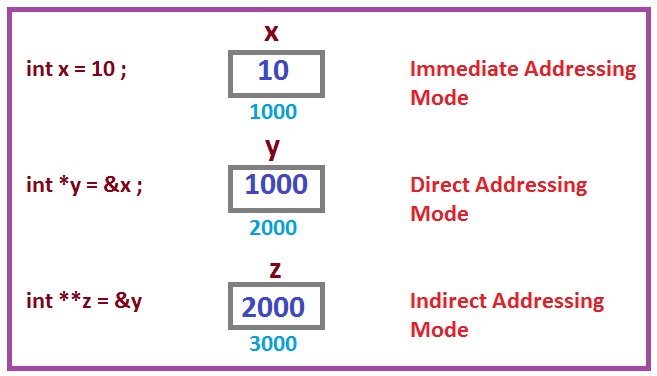 x
int x = 10 ;
10
Immediate Addressing
Mode
1000
y
int *y = &x ;
1000
Direct Addressing
Mode
2000
z
int **z = &y
2000
Indirect Addressing
Mode
3000